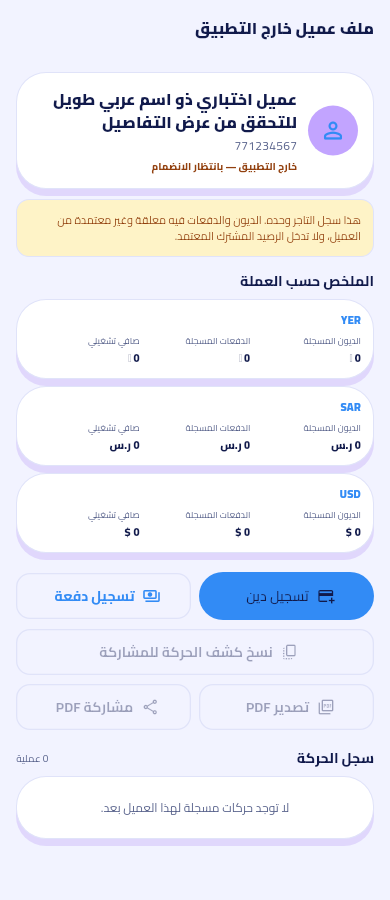 ملف عميل خارج التطبيق
عميل اختباري ذو اسم عربي طويل
للتحقق من عرض التفاصيل
771234567
خارج التطبيق — بانتظار الانضمام
هذا سجل التاجر وحده. الديون والدفعات فيه معلقة وغير معتمدة من
العميل، ولا تدخل الرصيد المشترك المعتمد.
الملخص حسب العملة
YER
الديون المسجلة الدفعات المسجلة صافي تشغيلي
0 0 0
SAR
الديون المسجلة الدفعات المسجلة صافي تشغيلي
0 ر.س 0 ر.س 0 ر.س
USD
الديون المسجلة الدفعات المسجلة صافي تشغيلي
0 $ 0 $ 0 $
تسجيل دين تسجيل دفعة
نسخ كشف الحركة للمشاركة
تصدير PDF مشاركة PDF
سجل الحركة 0 عملية
لا توجد حركات مسجلة لهذا العميل بعد.